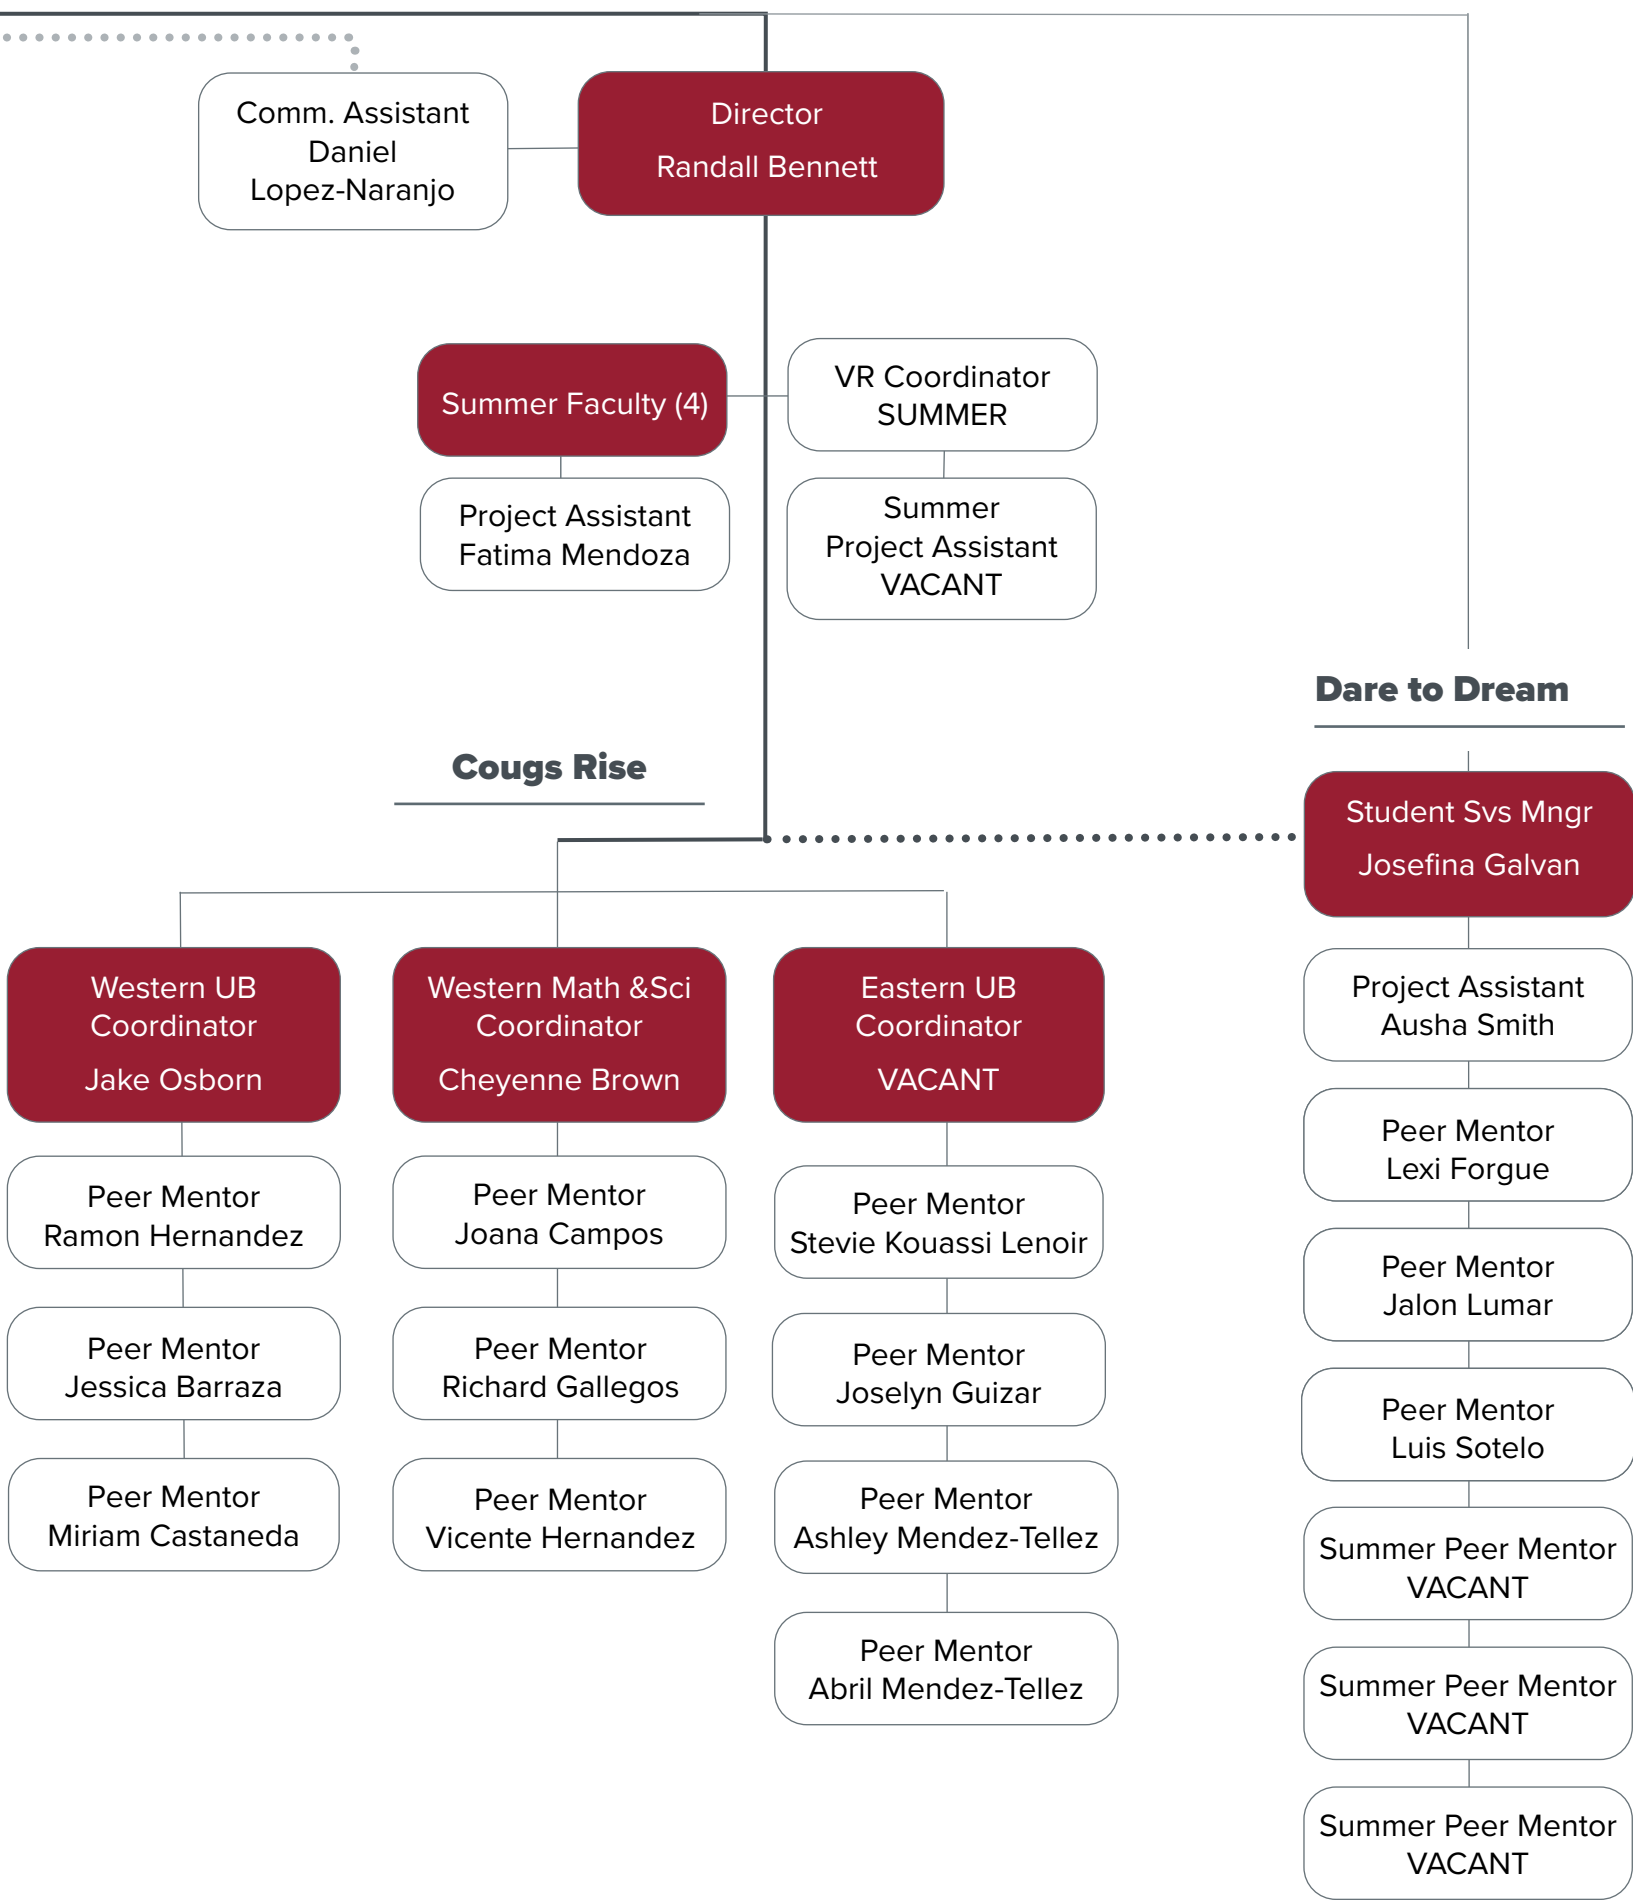 Comm. Assistant
Daniel
Lopez-Naranjo
Director
Randall Bennett
Summer Faculty (4)
VR Coordinator
SUMMER
Project Assistant
Fatima Mendoza
Summer
Project Assistant
VACANT
Cougs Rise
Western UB
Coordinator
Jake Osborn
Peer Mentor
Ramon Hernandez
Peer Mentor
Jessica Barraza
Peer Mentor
Miriam Castaneda
Western Math &Sci
Coordinator
Cheyenne Brown
Peer Mentor
Joana Campos
Peer Mentor
Richard Gallegos
Peer Mentor
Vicente Hernandez
Eastern UB
Coordinator
VACANT
Peer Mentor
Stevie Kouassi Lenoir
Peer Mentor
Joselyn Guizar
Peer Mentor
Ashley Mendez-Tellez
Peer Mentor
Abril Mendez-Tellez
Dare to Dream
Student Svs Mngr
Josefina Galvan
Project Assistant
Ausha Smith
Peer Mentor
Lexi Forgue
Peer Mentor
Jalon Lumar
Peer Mentor
Luis Sotelo
Summer Peer Mentor
VACANT
Summer Peer Mentor
VACANT
Summer Peer Mentor
VACANT